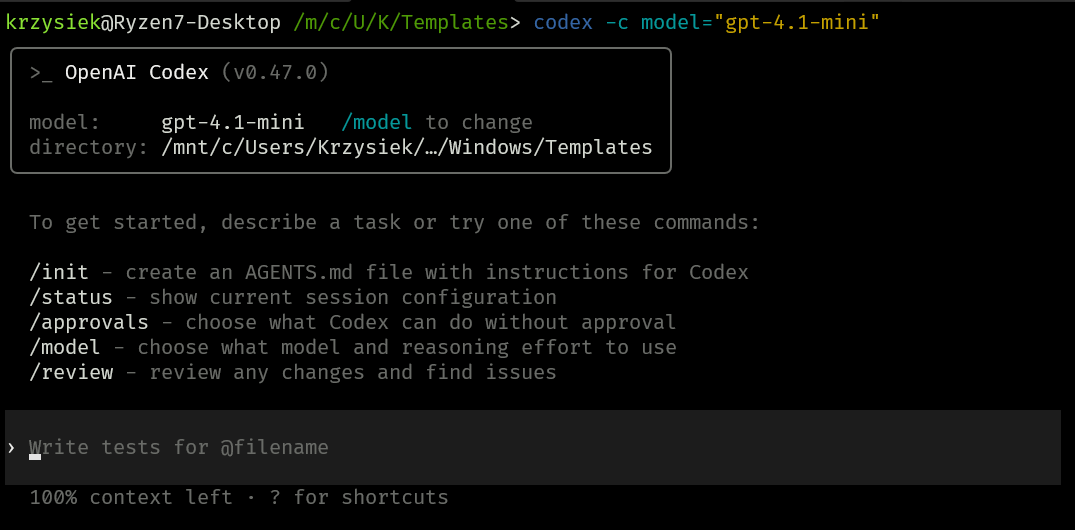 krzysiek@Ryzen7-Desktop /m/c/U/K/Templates> codex -c model="gpt-4.1-mini"
>_ OpenAI Codex (v0.47.0)
model: gpt-4.1-mini /model to change
directory: /mnt/c/Users/Krzysiek/…/Windows/Templates
To get started, describe a task or try one of these commands:
/init - create an AGENTS.md file with instructions for Codex
/status - show current session configuration
/approvals - choose what Codex can do without approval
/model - choose what model and reasoning effort to use
/review - review any changes and find issues
› Write tests for @filename
100% context left · ? for shortcuts